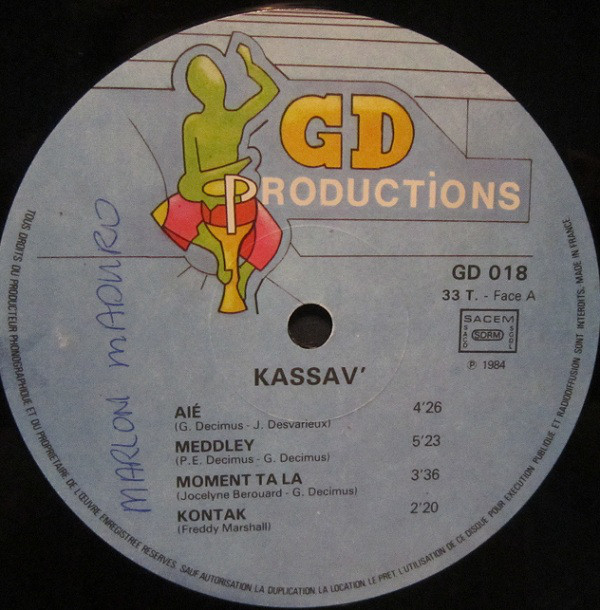 GD
PRODUCTiONS
GD 018
33 T. - Face A
SACEM
SACD
SDRM
SGDL
℗ 1984
KASSAV'
AIÉ 4'26
(G. Decimus - J. Desvarieux)
MEDDLEY 5'23
(P.E. Decimus - G. Decimus)
MOMENT TA LA 3'36
(Jocelyne Berouard - G. Decimus)
KONTAK 2'20
(Freddy Marshall)
MARLON MADURO
TOUS DROITS DU PRODUCTEUR PHONOGRAPHIQUE ET DU PROPRIETAIRE DE L'ŒUVRE ENREGISTREE RESERVES. SAUF AUTORISATION LA DUPLICATION, LA LOCATION, LE PRET, L'UTILISATION DE CE DISQUE POUR EXECUTION PUBLIQUE ET RADIODIFFUSION SONT INTERDITS. MADE IN FRANCE.